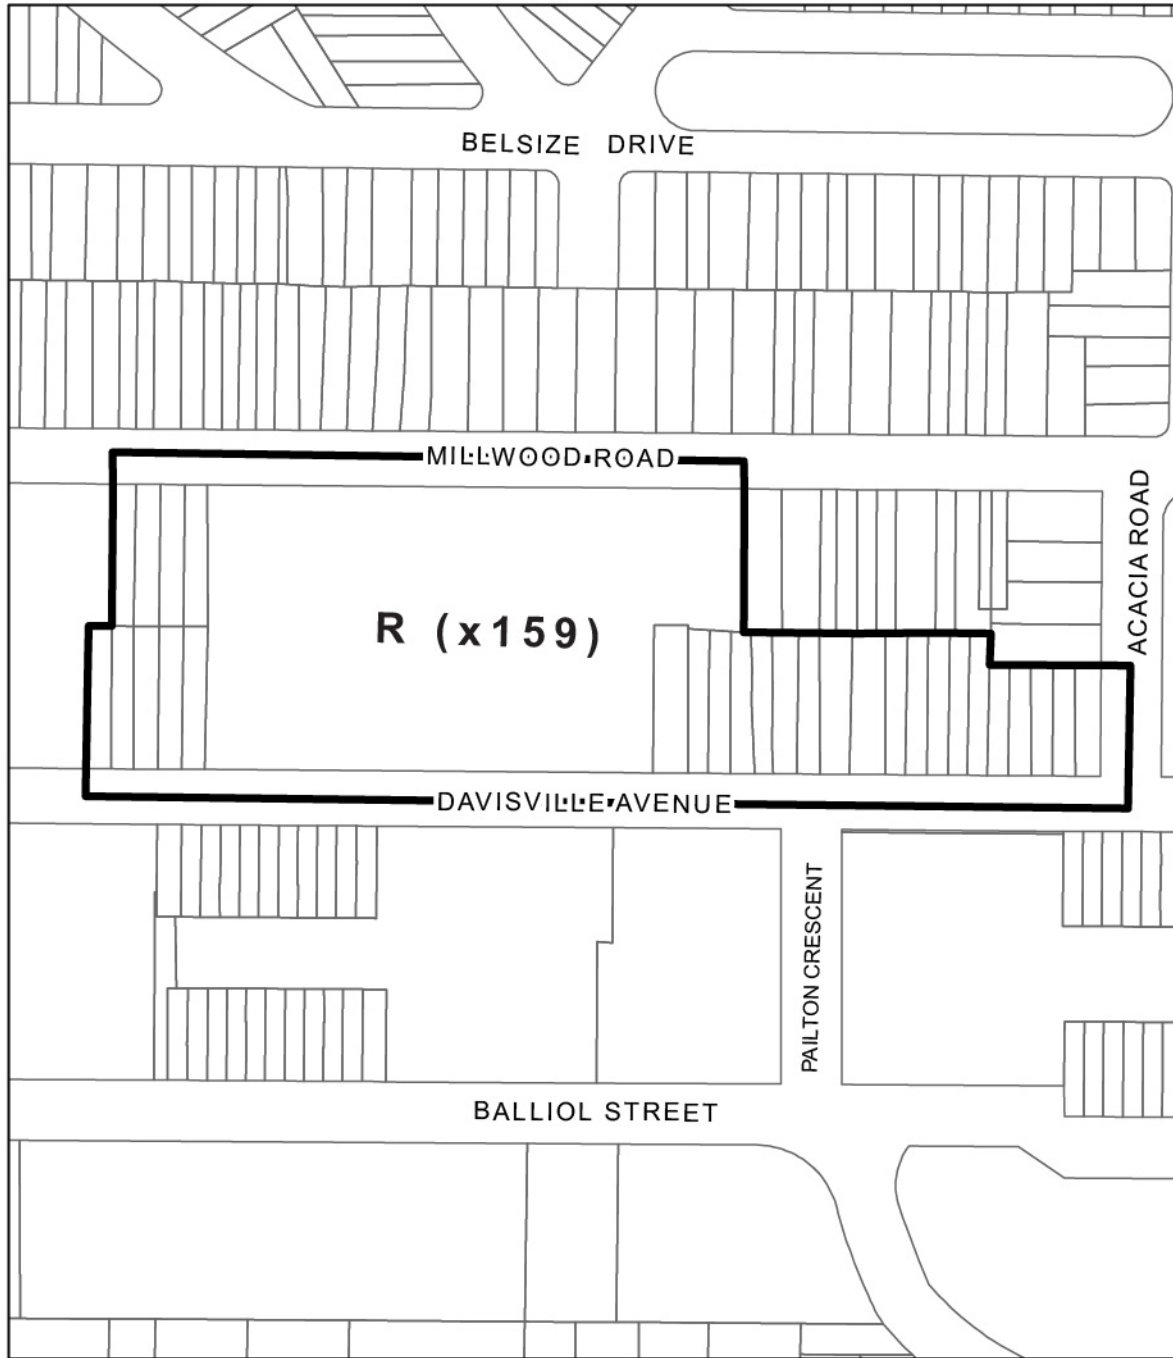 BELSIZE DRIVE
MILLWOOD ROAD
ACACIA ROAD
R (x159)
DAVISVILLE AVENUE
PAILTON CRESCENT
BALLIOL STREET